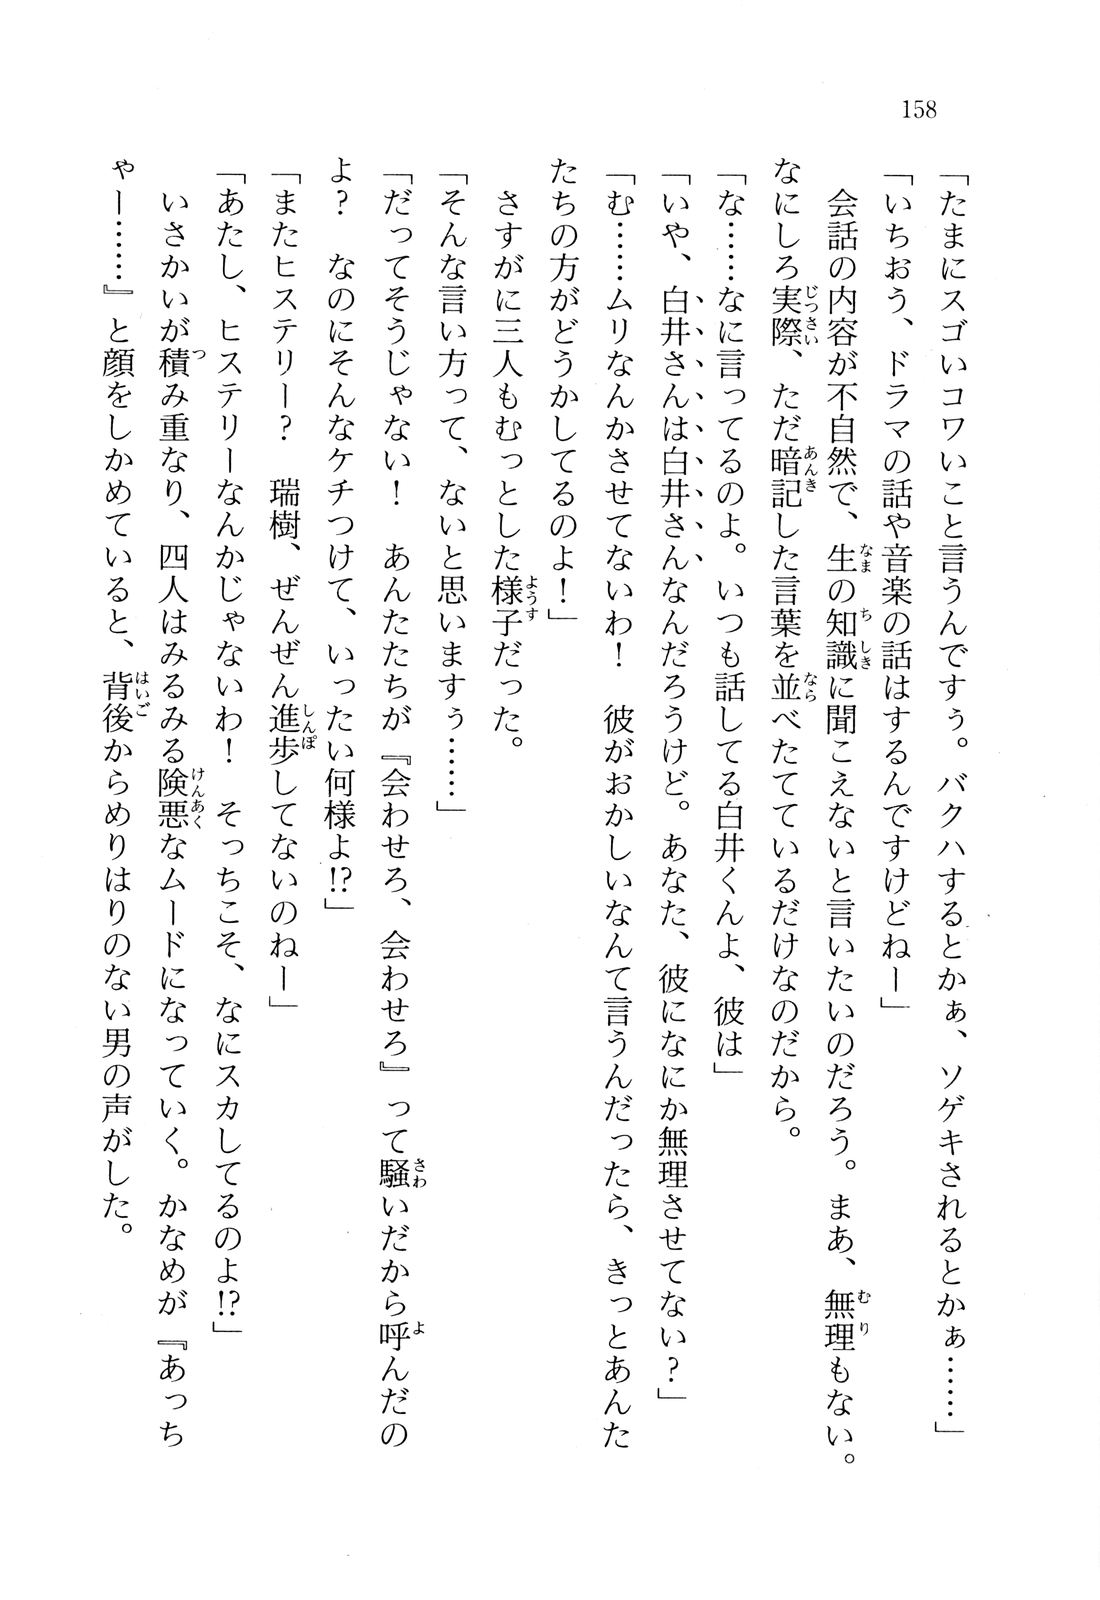 158
「たまにスゴいコワいこと言うんですぅ。バクハするとかぁ、ソゲキされるとかぁ……」
「いちおう、ドラマの話や音楽の話はするんですけどねー」
　会話の内容が不自然で、生の知識に聞こえないと言いたいのだろう。まあ、無理もない。
なにしろ実際、ただ暗記した言葉を並べたてているだけなのだから。
「な……なに言ってるのよ。いつも話してる白井くんよ、彼は」
「いや、白井さんは白井さんなんだろうけど。あなた、彼になにか無理させてない？」
「む……ムリなんかさせてないわ！　彼がおかしいなんて言うんだったら、きっとあんた
たちの方がどうかしてるのよ！」
　さすがに三人もむっとした様子だった。
「そんな言い方って、ないと思いますぅ……」
「だってそうじゃない！　あんたたちが『会わせろ、会わせろ』って騒いだから呼んだの
よ？　なのにそんなケチつけて、いったい何様よ!?」
「またヒステリー？　瑞樹、ぜんぜん進歩してないのねー」
「あたし、ヒステリーなんかじゃないわ！　そっちこそ、なにスカしてるのよ!?」
　いさかいが積み重なり、四人はみるみる険悪なムードになっていく。かなめが『あっち
ゃー……』と顔をしかめていると、背後からめりはりのない男の声がした。